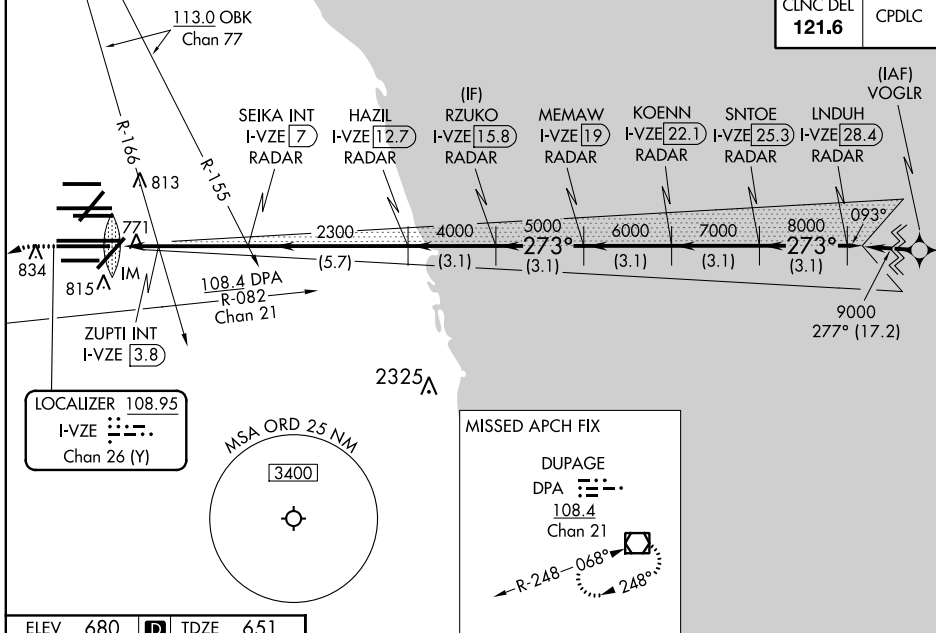 113.0 OBK
Chan 77
CLNC DEL
121.6
CPDLC
(IAF)
VOGLR
SEIKA INT
I-VZE 7
RADAR
HAZIL
I-VZE 12.7
RADAR
(IF)
RZUKO
I-VZE 15.8
RADAR
MEMAW
I-VZE 19
RADAR
KOENN
I-VZE 22.1
RADAR
SNTOE
I-VZE 25.3
RADAR
LNDUH
I-VZE 28.4
RADAR
R-166
R-155
813
771
2300
4000
5000
6000
7000
8000
093°
273°
273°
(5.7)
(3.1)
(3.1)
(3.1)
(3.1)
(3.1)
834
815
IM
108.4 DPA
R-082
Chan 21
9000
277° (17.2)
ZUPTI INT
I-VZE 3.8
2325
LOCALIZER 108.95
I-VZE
Chan 26 (Y)
MSA ORD 25 NM
3400
MISSED APCH FIX
DUPAGE
DPA
108.4
Chan 21
R-248
068°
248°
ELEV 680 D TDZE 651